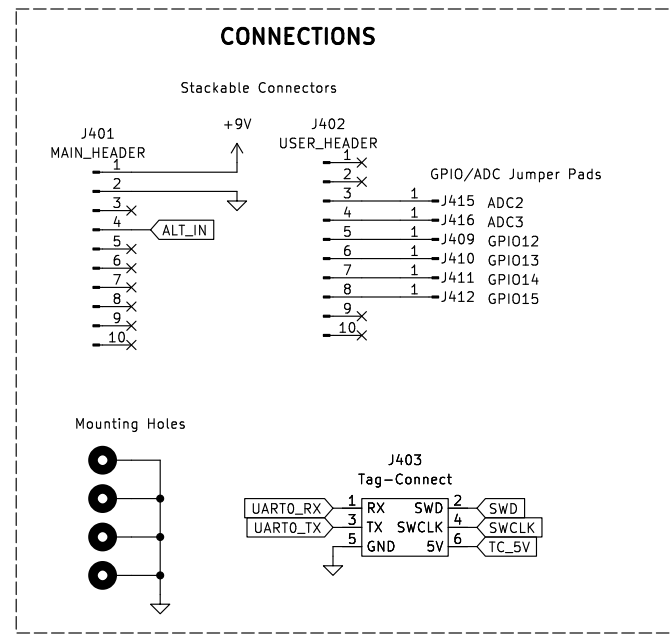 CONNECTIONS
Stackable Connectors
J401
MAIN_HEADER
1
2
3
4
5
6
7
8
9
10
+9V
ALT_IN
J402
USER_HEADER
1
2
3
4
5
6
7
8
9
10
GPIO/ADC Jumper Pads
1 J415 ADC2
1 J416 ADC3
1 J409 GPIO12
1 J410 GPIO13
1 J411 GPIO14
1 J412 GPIO15
Mounting Holes
J403
Tag-Connect
UART0_RX 1 RX SWD 2 SWD
UART0_TX 3 TX SWCLK 4 SWCLK
5 GND 5V 6 TC_5V